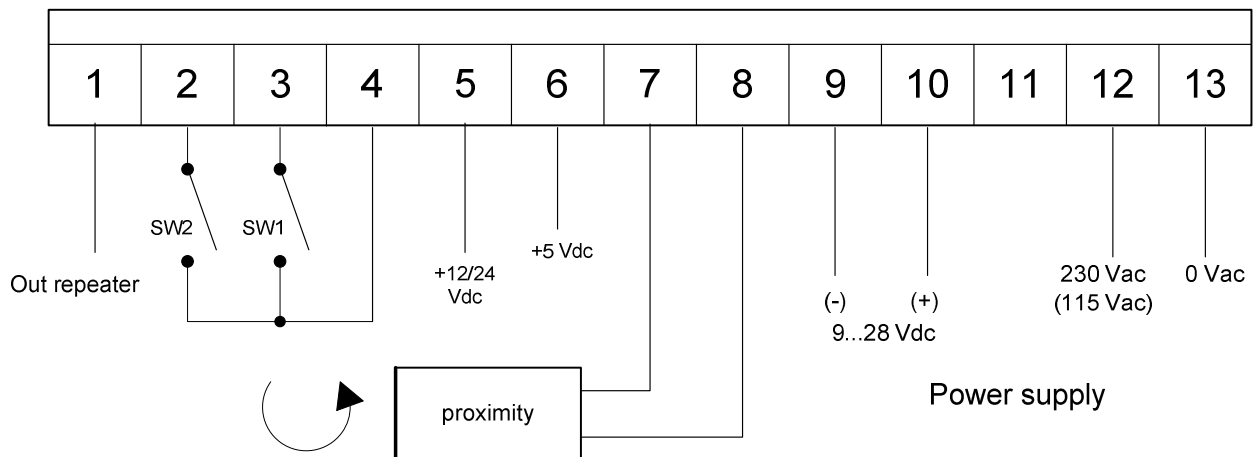 1 2 3 4 5 6 7 8 9 10 11 12 13
SW2 SW1
Out repeater
+12/24
Vdc
+5 Vdc
(-) (+)
9...28 Vdc
230 Vac
(115 Vac)
0 Vac
proximity
Power supply